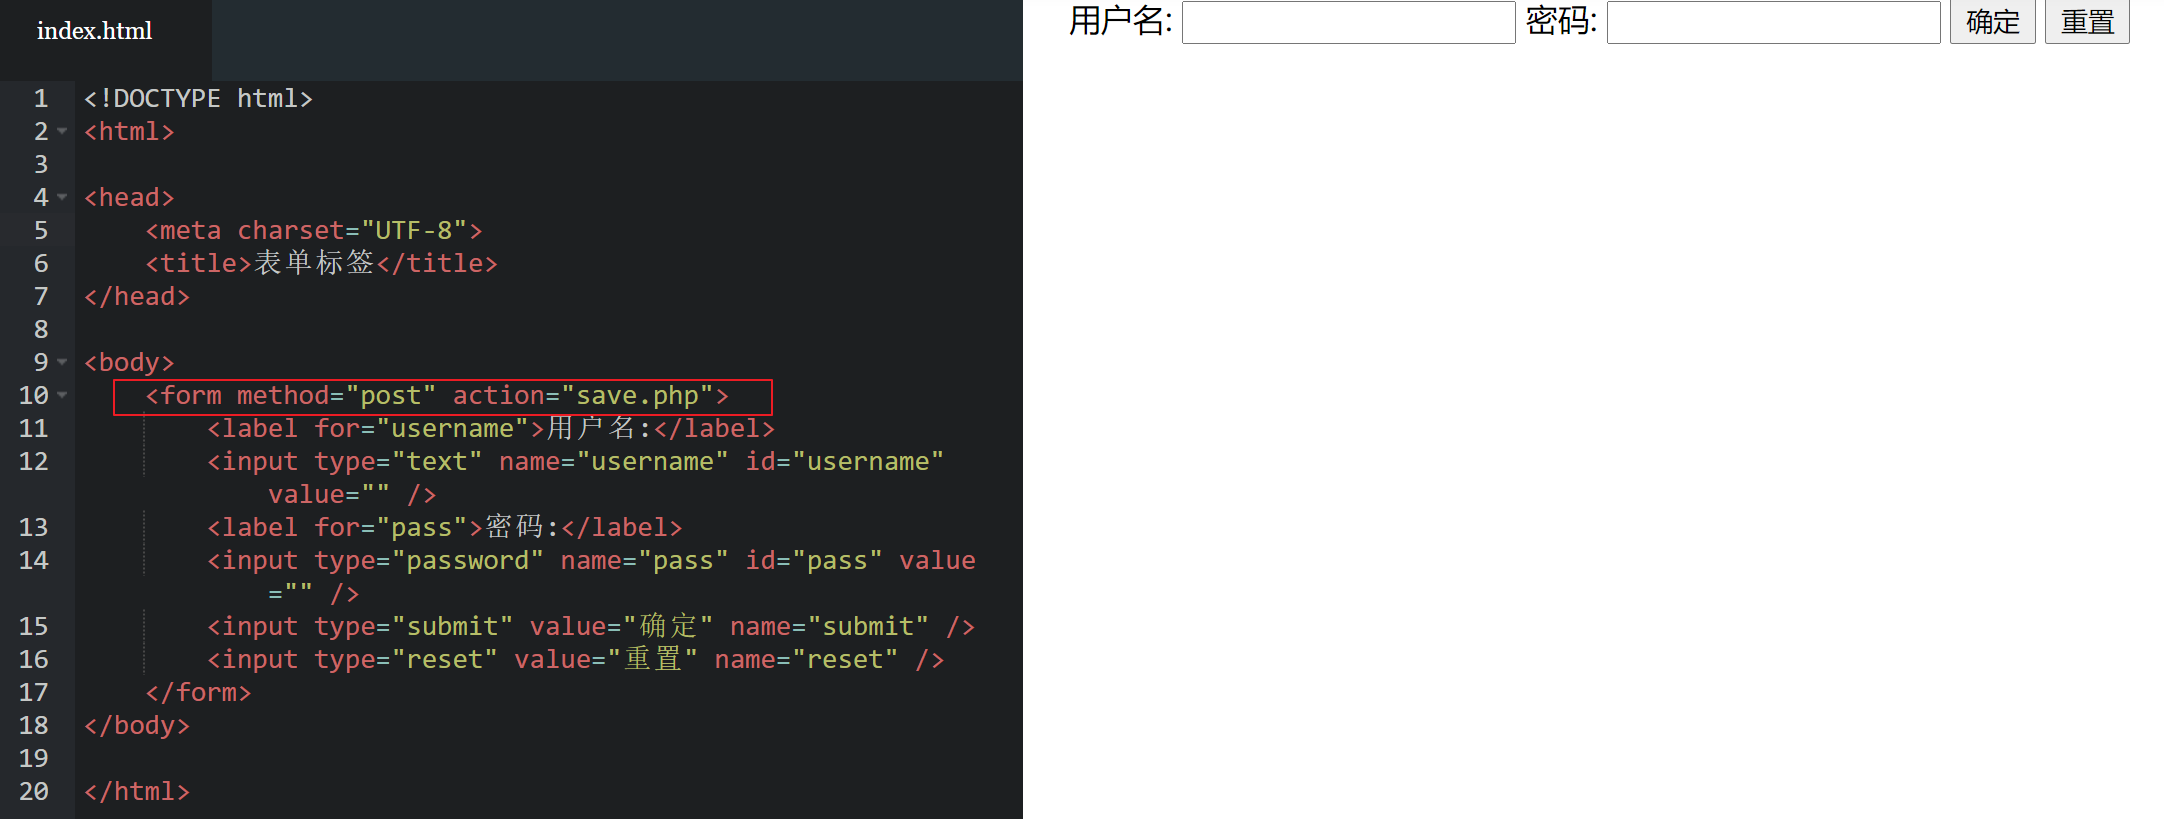 index.html
1 <!DOCTYPE html>
2 <html>
3
4 <head>
5 <meta charset="UTF-8">
6 <title>表单标签</title>
7 </head>
8
9 <body>
10 <form method="post" action="save.php">
11 <label for="username">用户名:</label>
12 <input type="text" name="username" id="username"
value="" />
13 <label for="pass">密码:</label>
14 <input type="password" name="pass" id="pass" value
="" />
15 <input type="submit" value="确定" name="submit" />
16 <input type="reset" value="重置" name="reset" />
17 </form>
18 </body>
19
20 </html>
用户名: 密码: 确定 重置